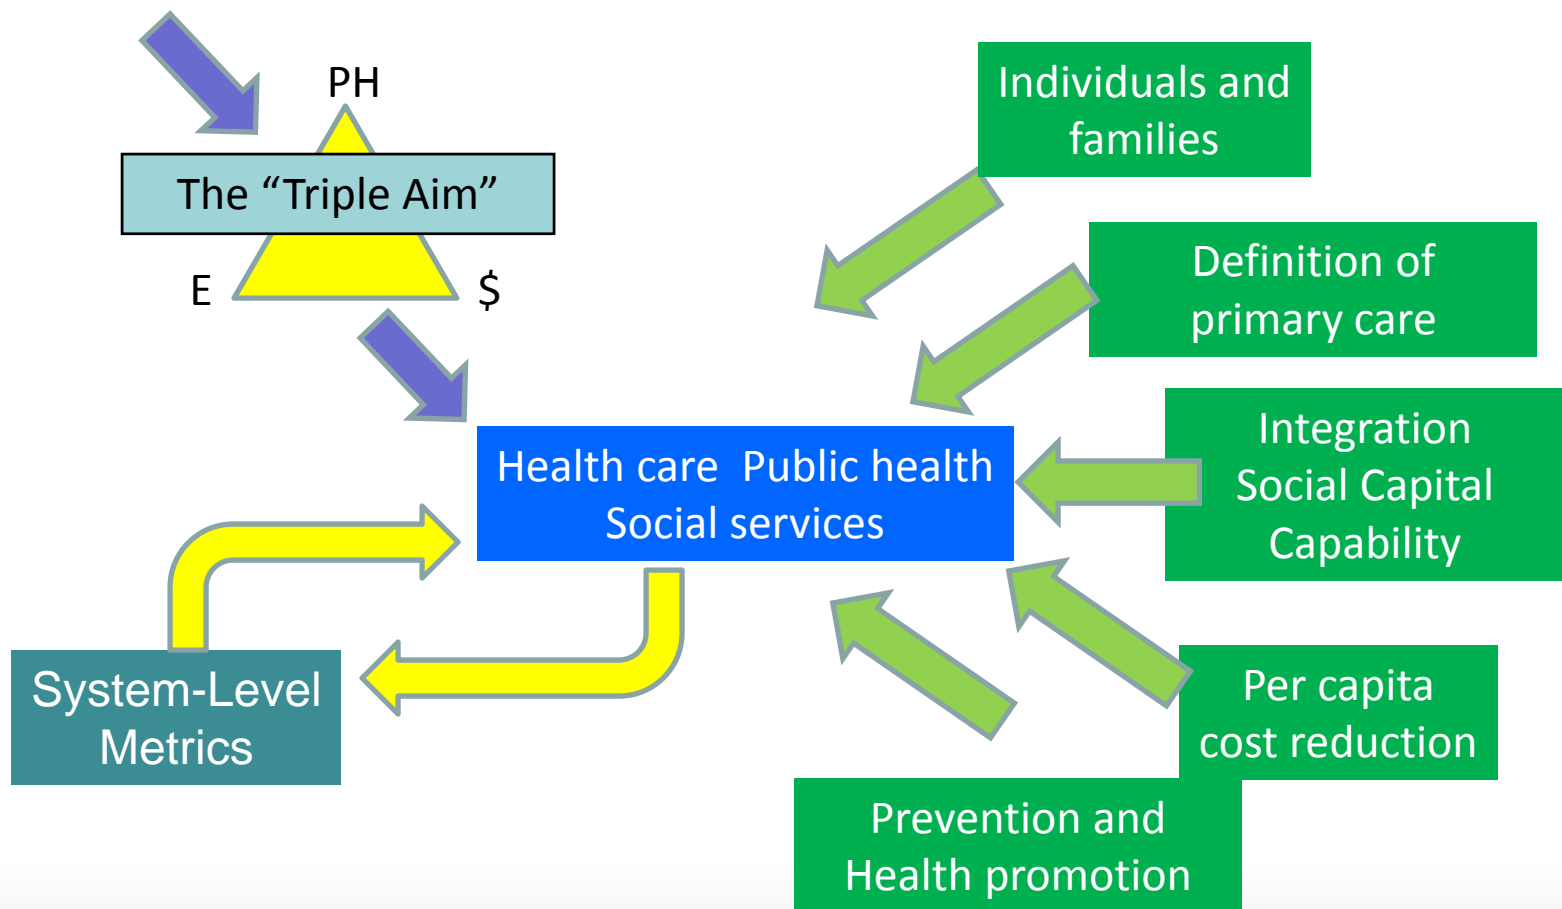 PH
The “Triple Aim”
E
$
Individuals and
families
Definition of
primary care
Integration
Social Capital
Capability
Health care  Public health
Social services
System-Level
Metrics
Per capita
cost reduction
Prevention and
Health promotion